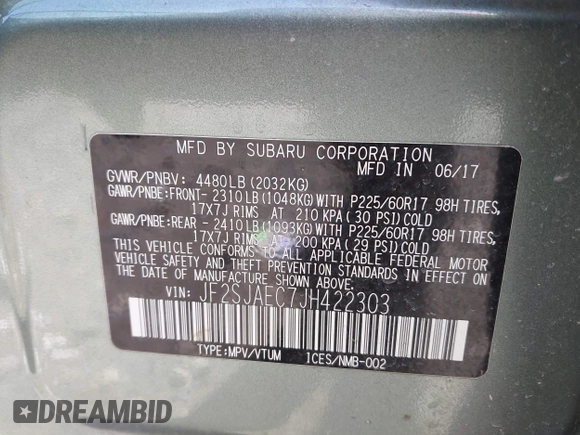 MFD BY SUBARU CORPORATION 06/17
GVWR/PNBV: 4480LB (2032KG)
GAWR/PNBE:FRONT-2310LB(1048KG)WITH P225/60R17 98H TIRES,
17X7J RIMS AT 210 KPA( 30 PSI)COLD
GAWR/PNBE:REAR -2410LB(1093KG)WITH P225/60R17 98H TIRES,
17X7J RIMS AT 200 KPA( 29 PSI)COLD
THIS VEHICLE CONFORMS TO ALL APPLICABLE FEDERAL MOTOR
VEHICLE SAFETY AND THEFT PREVENTION STANDARDS IN EFFECT
ON THE DATE OF MANUFACTURE SHOWN ABOVE.
VIN: JF2SJAEC7JH422303
TYPE:MPV/VTUM 1CES/NMB-002
DREAMBID